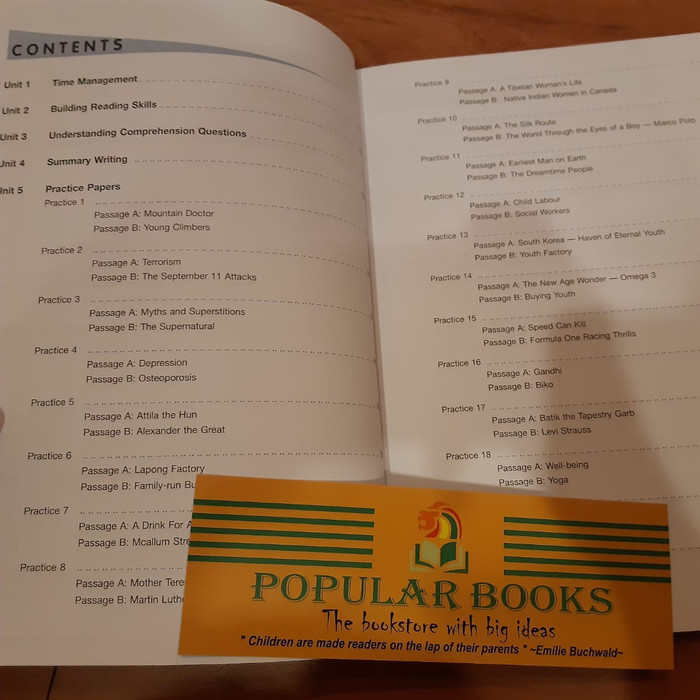 CONTENTS
Unit 1 Time Management
Unit 2 Building Reading Skills
Unit 3 Understanding Comprehension Questions
Unit 4 Summary Writing
Unit 5 Practice Papers
Practice 1
Passage A: Mountain Doctor
Passage B: Young Climbers
Practice 2
Passage A: Terrorism
Passage B: The September 11 Attacks
Practice 3
Passage A: Myths and Superstitions
Passage B: The Supernatural
Practice 4
Passage A: Depression
Passage B: Osteoporosis
Practice 5
Passage A: Attila the Hun
Passage B: Alexander the Great
Practice 6
Passage A: Lapong Factory
Passage B: Family-run
Practice 7
Passage A: A Drink For
Passage B: Mcallum
Practice 8
Passage A: Mother
Passage B: Martin
Practice 9
Passage A: A Tibetan Woman's Life
Passage B: Native Indian Women in Canada
Practice 10
Passage A: The Silk Route
Passage B: The World Through the Eyes of a Boy — Marco Polo
Practice 11
Passage A: Earliest Man on Earth
Passage B: The Dreamtime People
Practice 12
Passage A: Child Labour
Passage B: Social Workers
Practice 13
Passage A: South Korea — Haven of Eternal Youth
Passage B: Youth Factory
Practice 14
Passage A: The New Age Wonder — Omega 3
Passage B: Buying Youth
Practice 15
Passage A: Speed Can Kill
Passage B: Formula One Racing Thrills
Practice 16
Passage A: Gandhi
Passage B: Biko
Practice 17
Passage A: Batik the Tapestry Garb
Passage B: Levi Strauss
Practice 18
Passage A: Well-being
Passage B: Yoga
POPULAR BOOKS
The bookstore with big ideas
" Children are made readers on the lap of their parents " ~Emilie Buchwald~